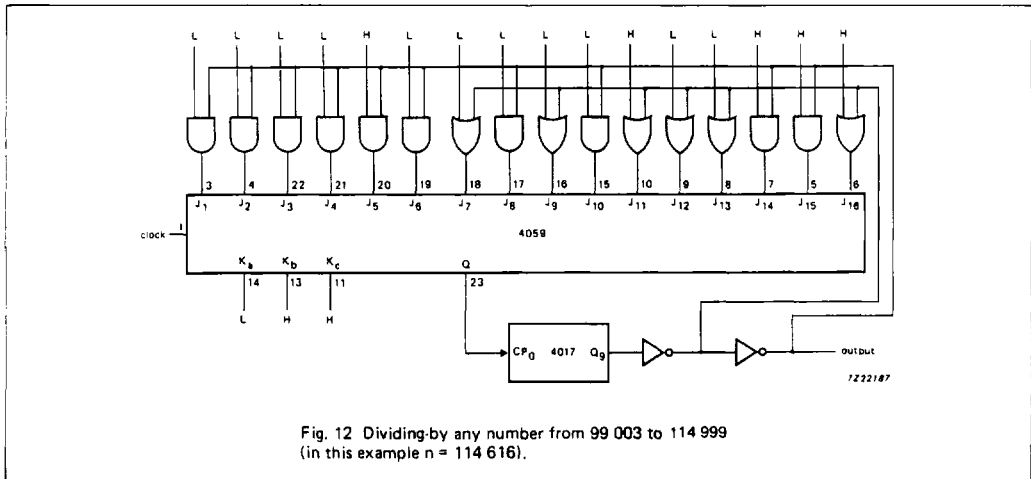 L L L L H L L L L L H L L H H H
3 4 22 21 20 19 18 17 16 15 10 9 8 7 5 6
J1 J2 J3 J4 J5 J6 J7 J8 J9 J10 J11 J12 J13 J14 J15 J16
clock 1 4059
Ka Kb Kc Q
14 13 11 23
L H H
CP0 4017 Q9 output
7Z22187
Fig. 12 Dividing-by any number from 99 003 to 114 999
(in this example n = 114 616).